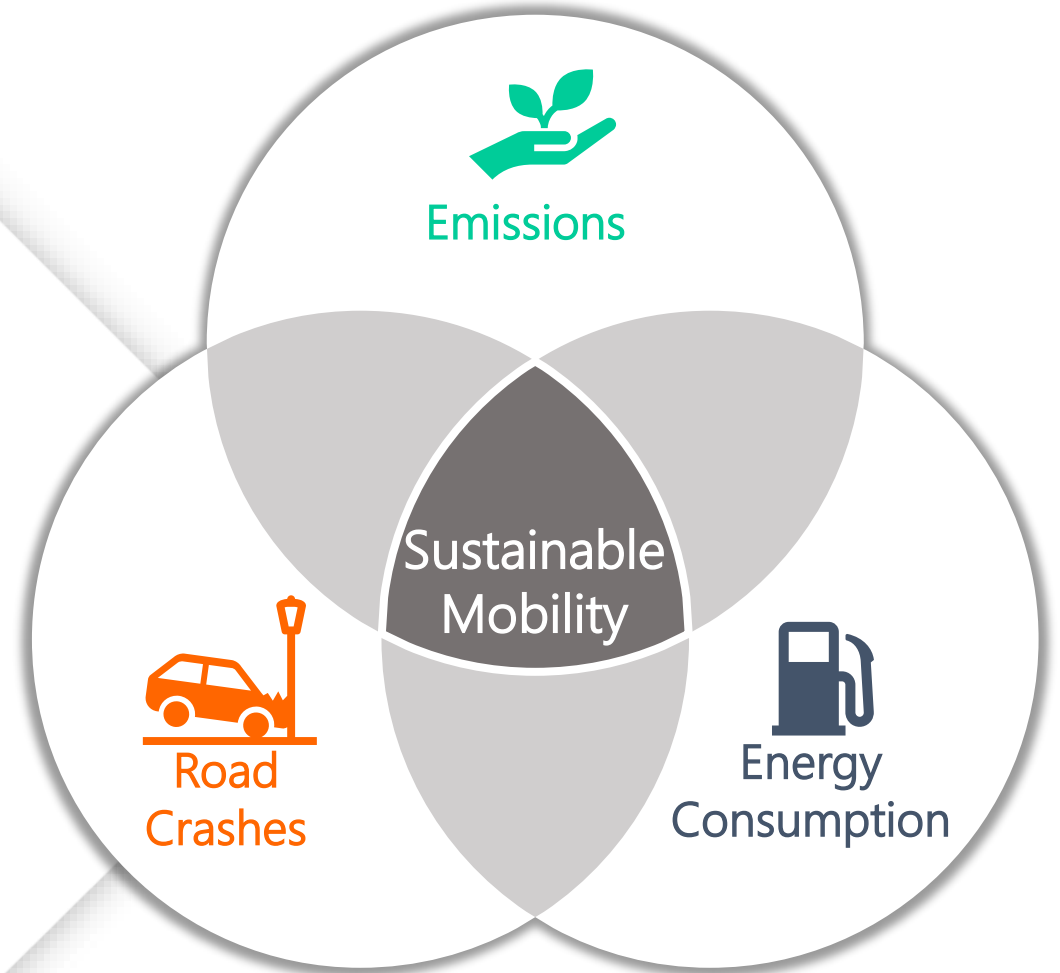 Emissions
Sustainable
Mobility
Road
Crashes
Energy
Consumption